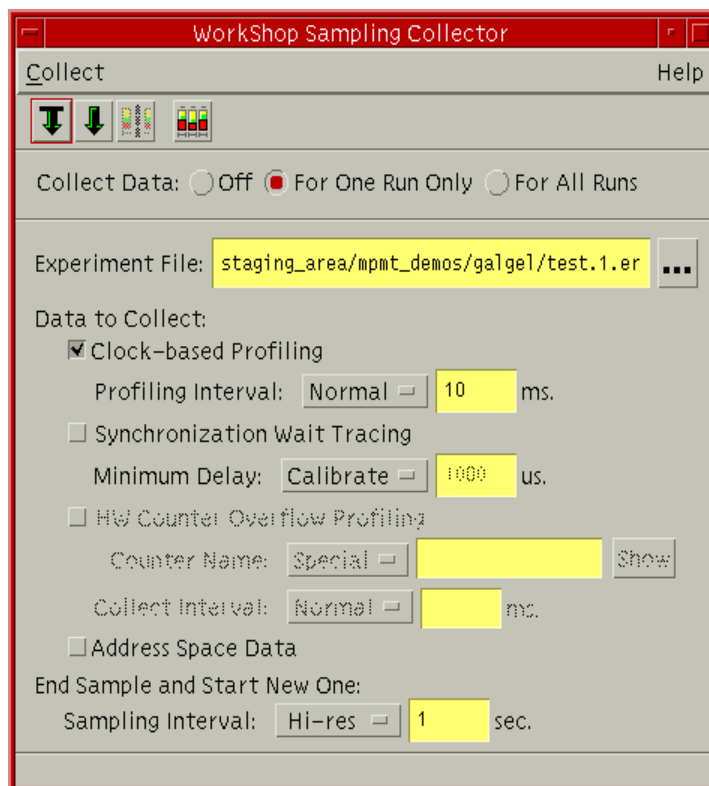 WorkShop Sampling Collector
Collect Help
Collect Data: Off For One Run Only For All Runs
Experiment File: staging_area/mpmt_demos/galgel/test.1.er ...
Data to Collect:
Clock-based Profiling
Profiling Interval: Normal 10 ms.
Synchronization Wait Tracing
Minimum Delay: Calibrate 1000 us.
HW Counter Overflow Profiling
Counter Name: Special Show
Collect Interval: Normal ms.
Address Space Data
End Sample and Start New One:
Sampling Interval: Hi-res 1 sec.